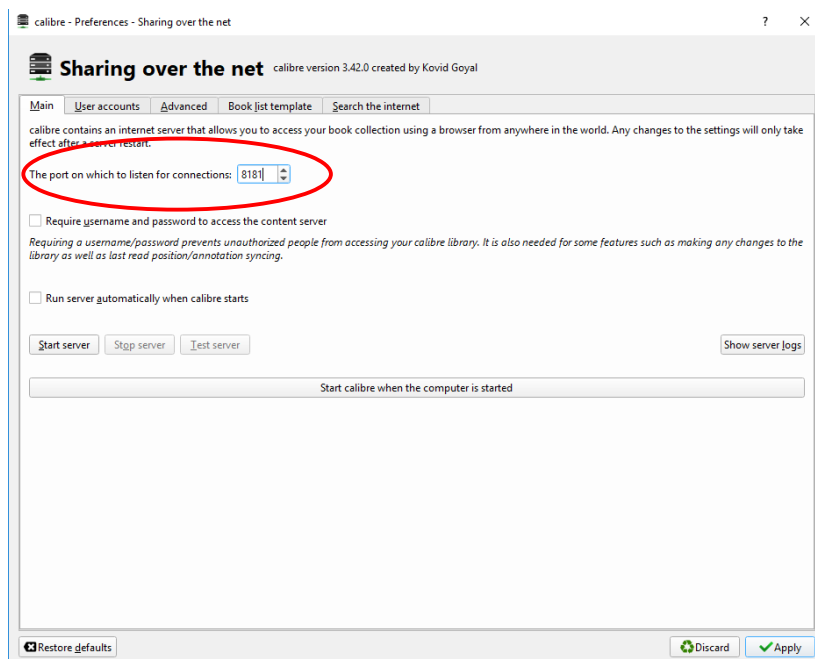 calibre - Preferences - Sharing over the net
Sharing over the net calibre version 3.42.0 created by Kovid Goyal
Main User accounts Advanced Book list template Search the internet
calibre contains an internet server that allows you to access your book collection using a browser from anywhere in the world. Any changes to the settings will only take
effect after a server restart.
The port on which to listen for connections: 8181
Require username and password to access the content server
Requiring a username/password prevents unauthorized people from accessing your calibre library. It is also needed for some features such as making any changes to the
library as well as last read position/annotation syncing.
Run server automatically when calibre starts
Start server Stop server Test server Show server logs
Start calibre when the computer is started
Restore defaults Discard Apply